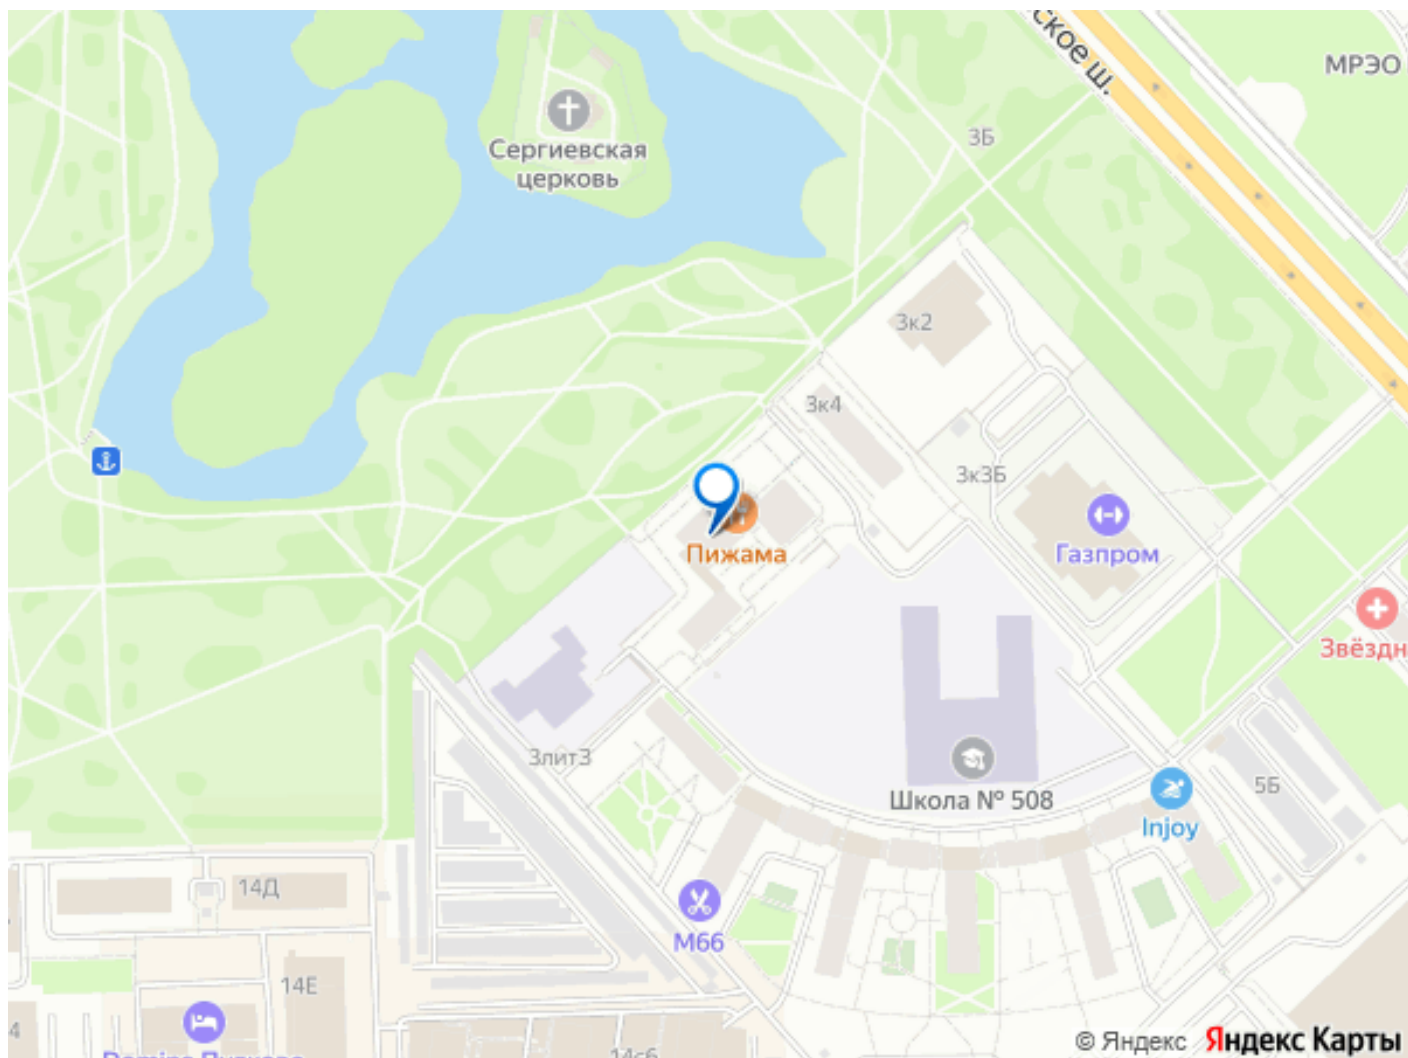 ское ш.
МРЭО
3Б
Сергиевская
церковь
3к2
3к4
3к3Б
Пижама
Газпром
Звёздн
3лит3
Школа № 508
5Б
Injoy
14Д
М66
14Е
4
14с6
© Яндекс Яндекс Карты